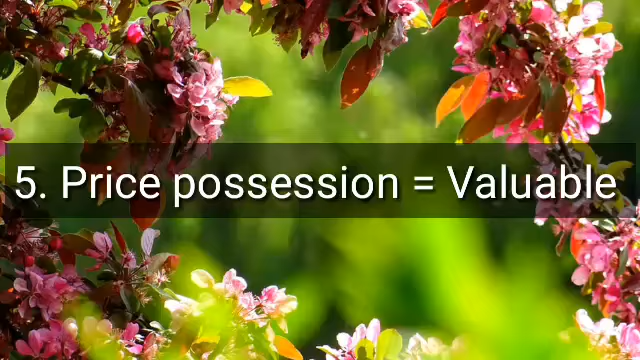 5. Price possession = Valuable